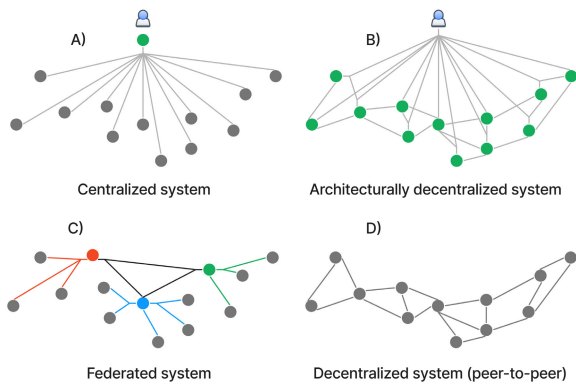 A)
B)
Centralized system
Architecturally decentralized system
C)
D)
Federated system
Decentralized system (peer-to-peer)